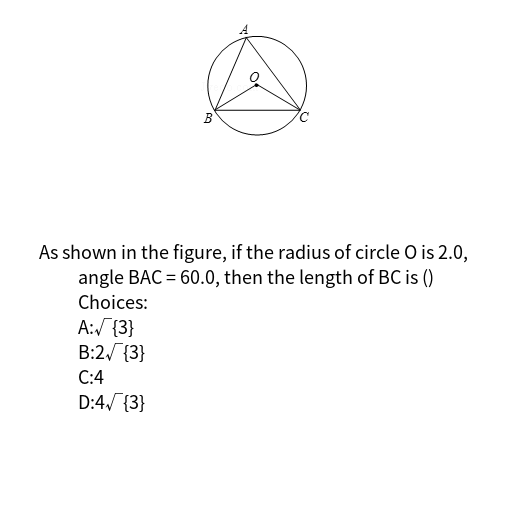 A
O
B
C
As shown in the figure, if the radius of circle O is 2.0,
angle BAC = 60.0, then the length of BC is ()
Choices:
A:√‾{3}
B:2√‾{3}
C:4
D:4√‾{3}